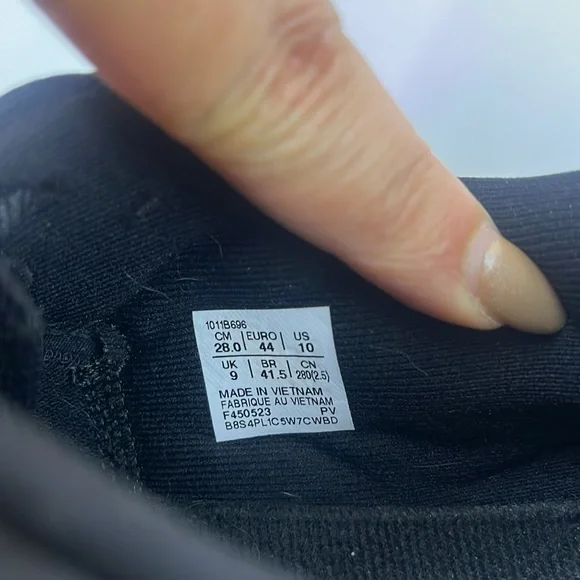 1011B696
CM EURO US
28.0 44 10
UK BR CN
9 41.5 280(2.5)
MADE IN VIETNAM
FABRIQUE AU VIETNAM
F450523 PV
B8S4PL1C5W7CWBD